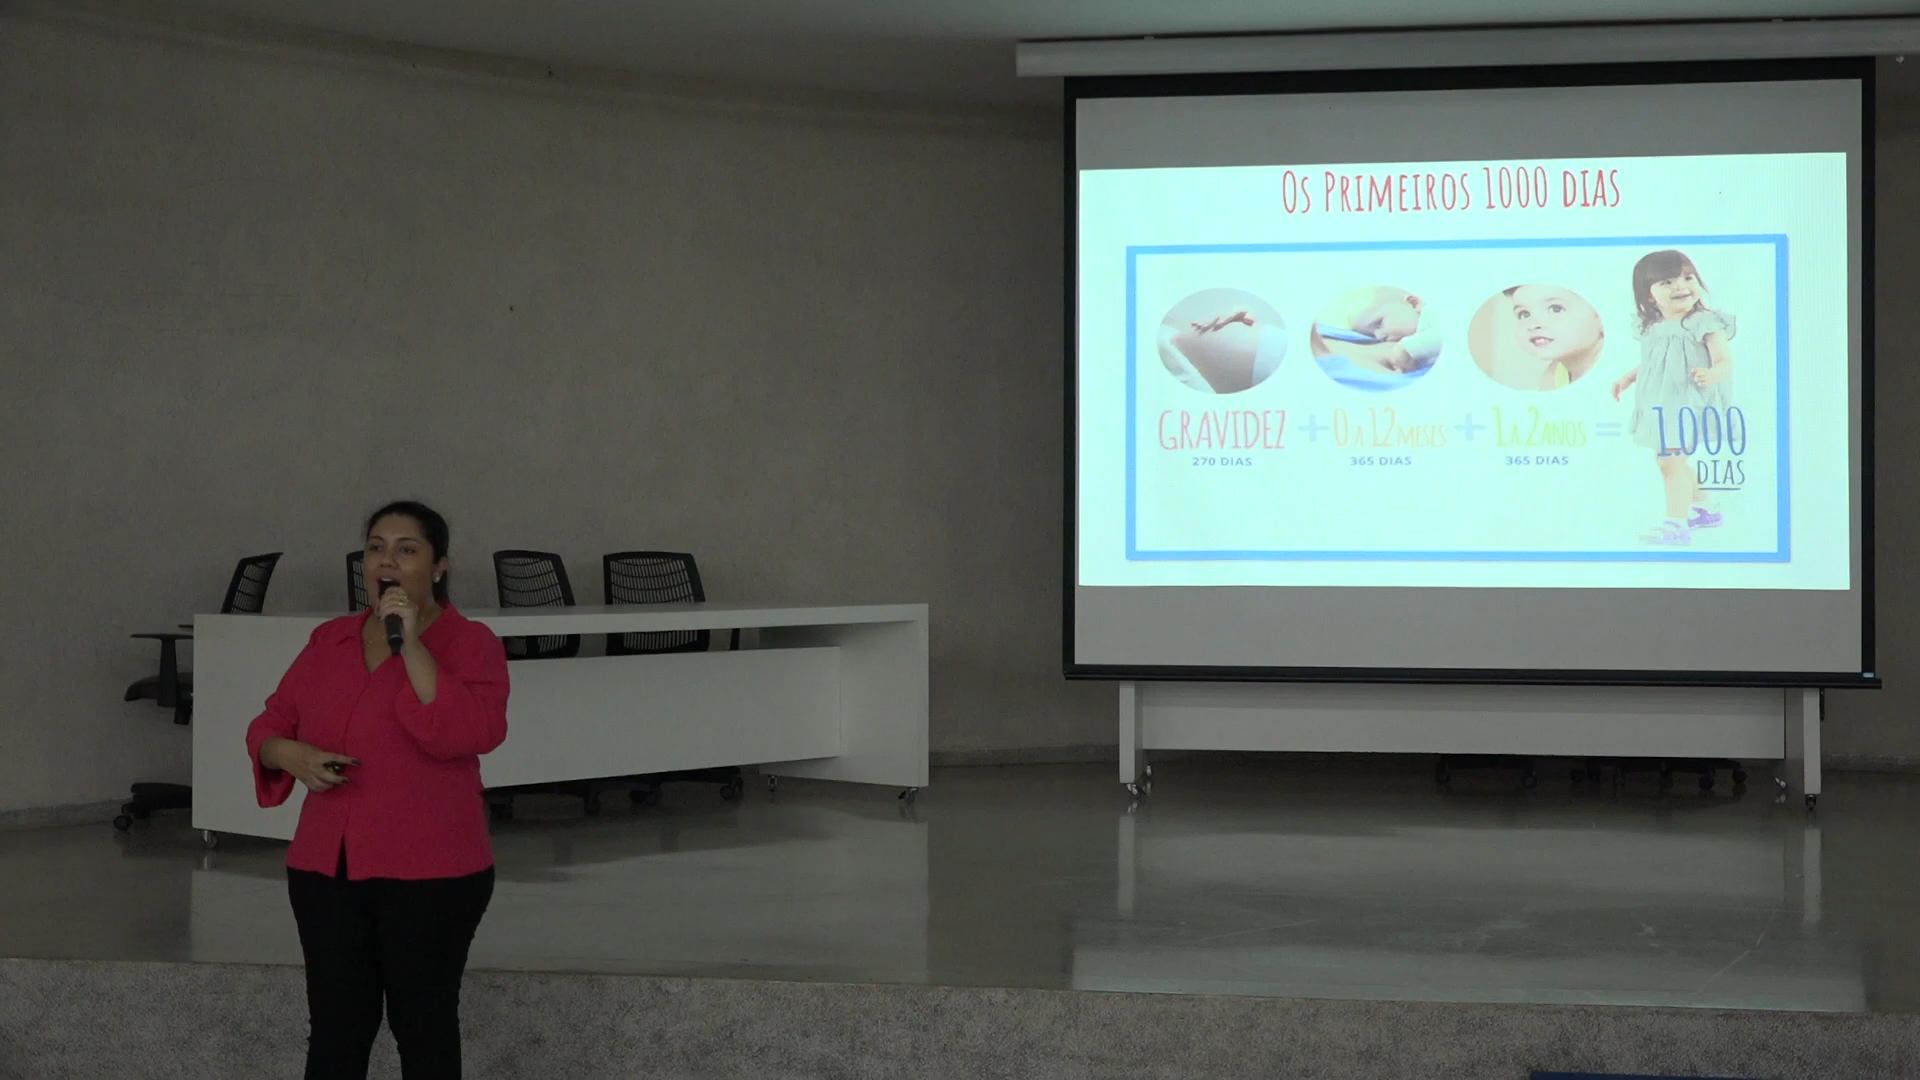 Os Primeiros 1000 dias
GRAVIDEZ + 0 a 12 meses + 1 a 2 anos = 1.000 DIAS
270 DIAS 365 DIAS 365 DIAS